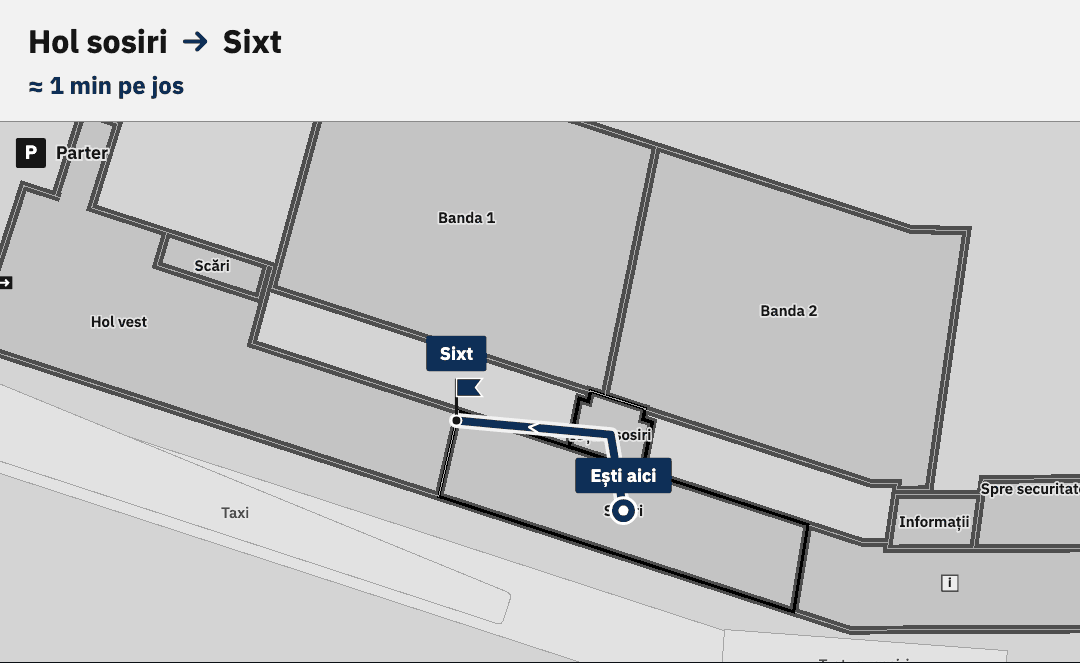 Hol sosiri → Sixt
≈ 1 min pe jos
P Parter
Banda 1
Scări
Banda 2
Hol vest
Sixt
sosiri
Ești aici
Spre securitate
Informații
Taxi
i